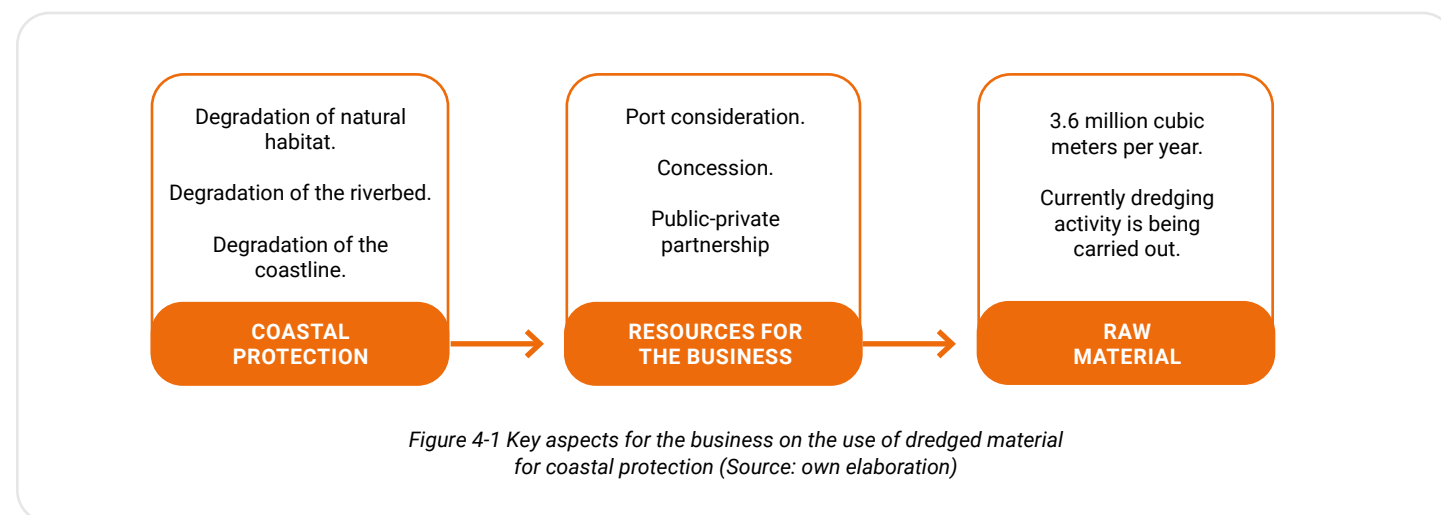 Degradation of natural
habitat.
Degradation of the riverbed.
Degradation of the
coastline.
COASTAL
PROTECTION
Port consideration.
Concession.
Public-private
partnership
RESOURCES FOR
THE BUSINESS
3.6 million cubic
meters per year.
Currently dredging
activity is being
carried out.
RAW
MATERIAL
Figure 4-1 Key aspects for the business on the use of dredged material
for coastal protection (Source: own elaboration)